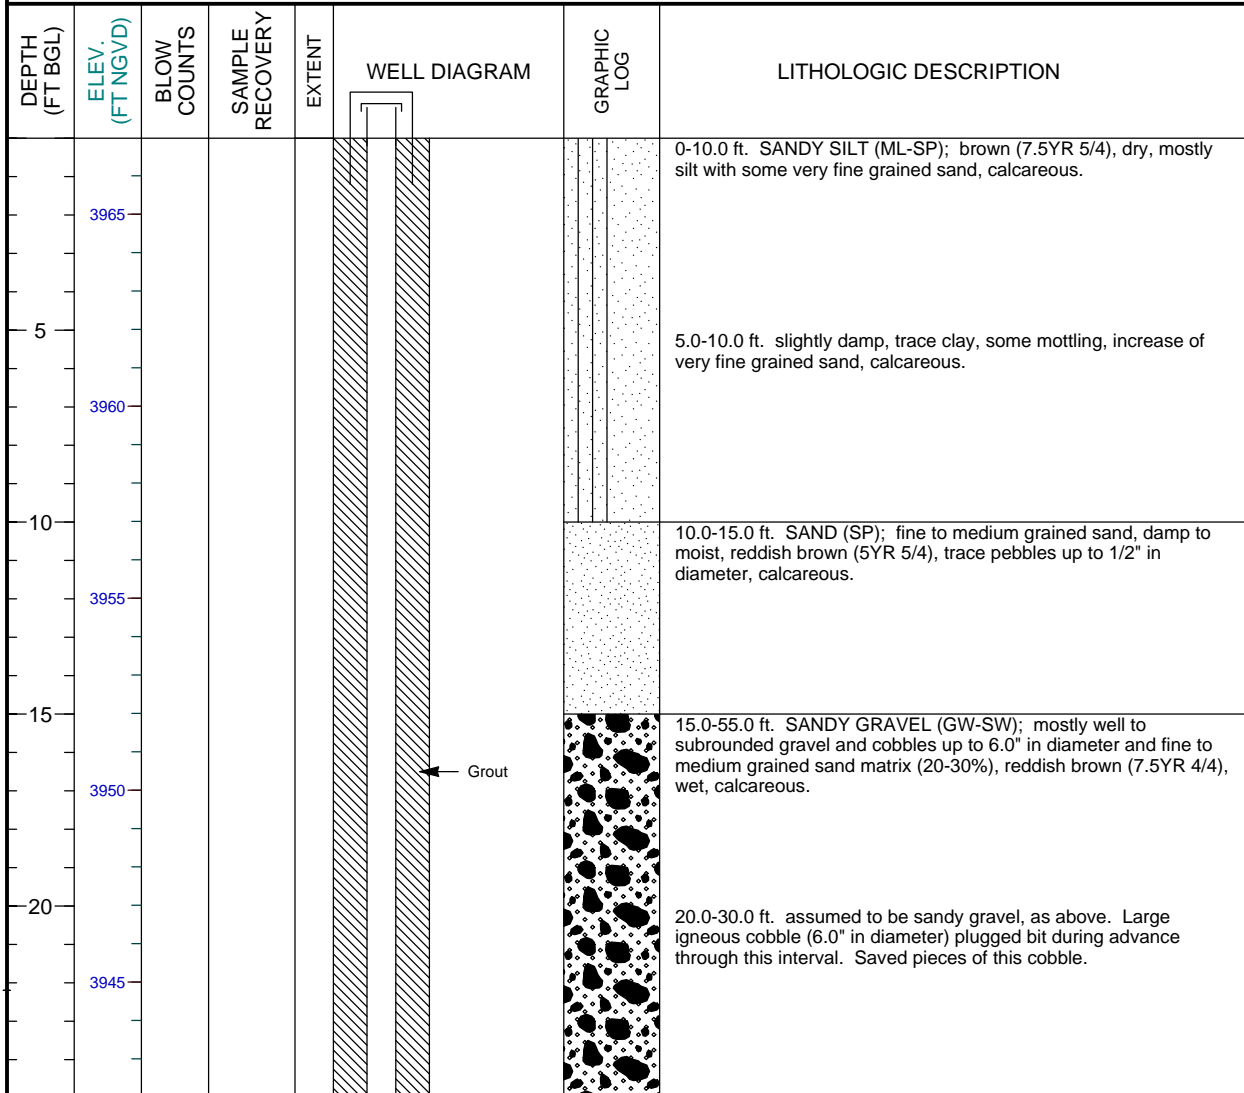 DEPTH
(FT BGL)
ELEV.
(FT NGVD)
BLOW
COUNTS
SAMPLE
RECOVERY
EXTENT
WELL DIAGRAM
GRAPHIC
LOG
LITHOLOGIC DESCRIPTION
0-10.0 ft. SANDY SILT (ML-SP); brown (7.5YR 5/4), dry, mostly
silt with some very fine grained sand, calcareous.
3965
5
5.0-10.0 ft. slightly damp, trace clay, some mottling, increase of
very fine grained sand, calcareous.
3960
10
10.0-15.0 ft. SAND (SP); fine to medium grained sand, damp to
moist, reddish brown (5YR 5/4), trace pebbles up to 1/2" in
diameter, calcareous.
3955
15
15.0-55.0 ft. SANDY GRAVEL (GW-SW); mostly well to
subrounded gravel and cobbles up to 6.0" in diameter and fine to
medium grained sand matrix (20-30%), reddish brown (7.5YR 4/4),
wet, calcareous.
Grout
3950
20
20.0-30.0 ft. assumed to be sandy gravel, as above. Large
igneous cobble (6.0" in diameter) plugged bit during advance
through this interval. Saved pieces of this cobble.
3945